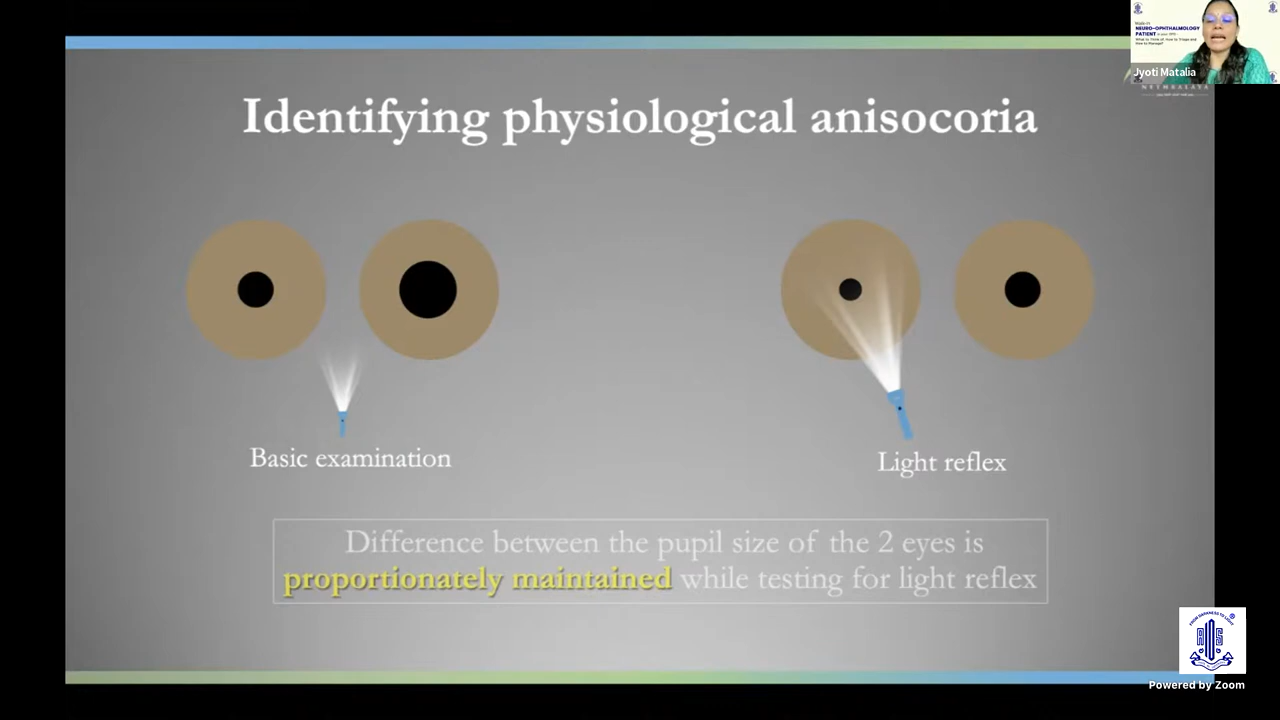 NEURO-OPHTHALMOLOGY
PATIENT
Jyoti Matalia
Identifying physiological anisocoria
Basic examination
Light reflex
Difference between the pupil size of the 2 eyes is
proportionately maintained while testing for light reflex
Powered by Zoom